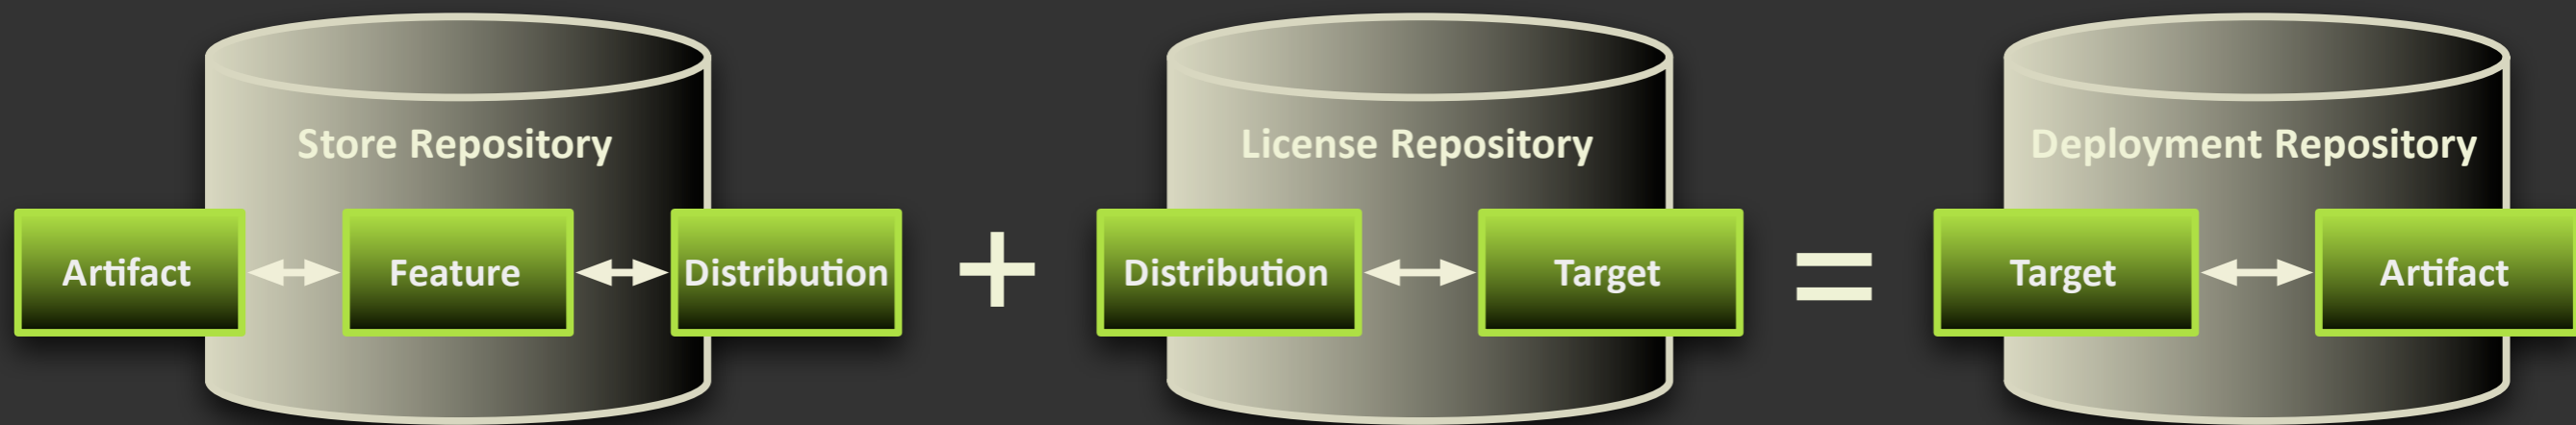 Store Repository
Artifact
Feature
Distribution
+
License Repository
Distribution
Target
=
Deployment Repository
Target
Artifact